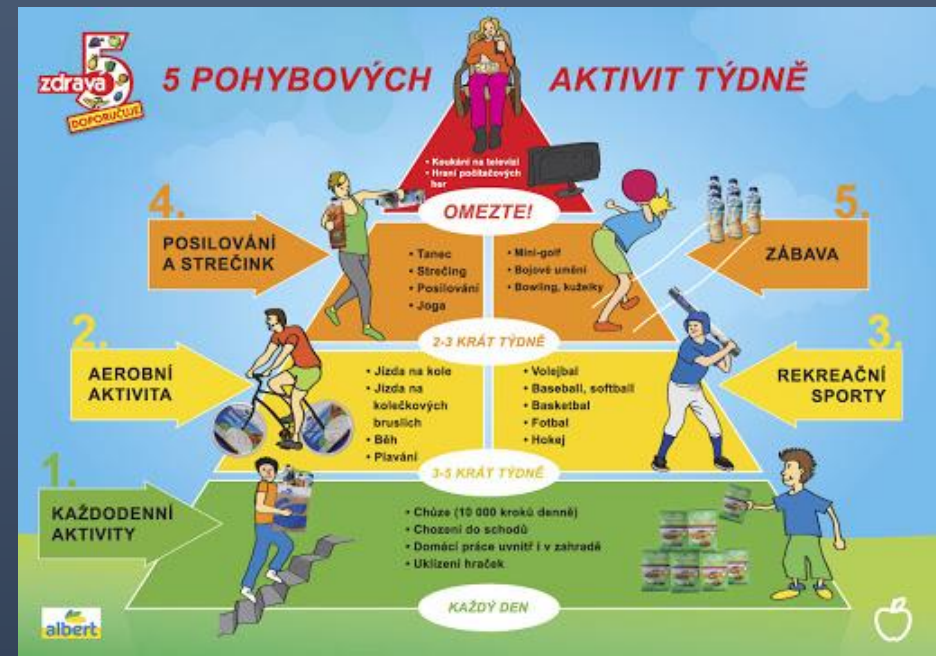 zdravá 5
DOPORUČUJE
5 POHYBOVÝCH AKTIVIT TÝDNĚ
• Koukání na televizi
• Hraní počítačových
her
OMEZTE!
4.
POSILOVÁNÍ
A STREČINK
• Tanec
• Strečing
• Posilování
• Joga
• Mini-golf
• Bojové umění
• Bowling, kuželky
5.
ZÁBAVA
2-3 KRÁT TÝDNĚ
2.
AEROBNÍ
AKTIVITA
• Jízda na kole
• Jízda na
kolečkových
bruslích
• Běh
• Plavání
• Volejbal
• Baseball, softball
• Basketbal
• Fotbal
• Hokej
3.
REKREAČNÍ
SPORTY
3-5 KRÁT TÝDNĚ
1.
KAŽDODENNÍ
AKTIVITY
• Chůze (10 000 kroků denně)
• Chození do schodů
• Domácí práce uvnitř i v zahradě
• Uklízení hraček
KAŽDÝ DEN
albert